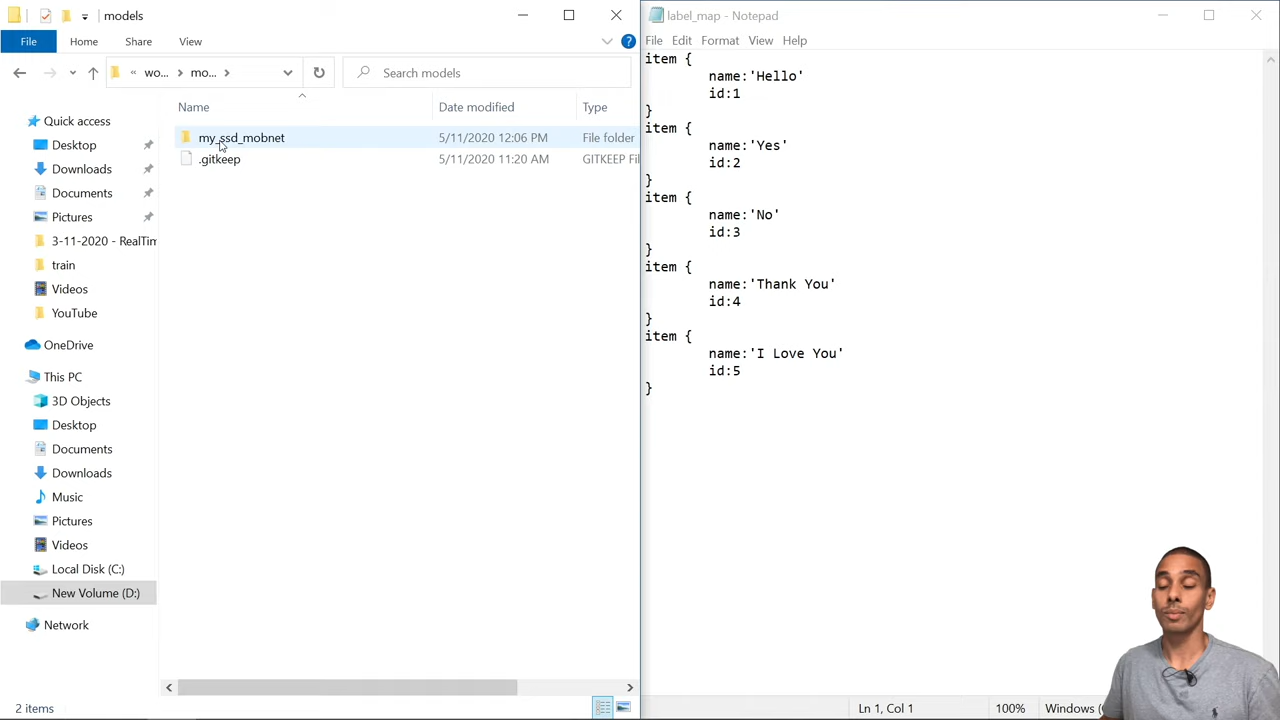 models
File
Home
Share
View
wo...
mo...
Search models
Name
Date modified
Type
my_ssd_mobnet
5/11/2020 12:06 PM
File folder
.gitkeep
5/11/2020 11:20 AM
GITKEEP Fil
Quick access
Desktop
Downloads
Documents
Pictures
3-11-2020 - RealTim
train
Videos
YouTube
OneDrive
This PC
3D Objects
Desktop
Documents
Downloads
Music
Pictures
Videos
Local Disk (C:)
New Volume (D:)
Network
2 items
label_map - Notepad
File Edit Format View Help
item {
name:'Hello'
id:1
}
item {
name:'Yes'
id:2
}
item {
name:'No'
id:3
}
item {
name:'Thank You'
id:4
}
item {
name:'I Love You'
id:5
}
Ln 1, Col 1
100%
Windows (